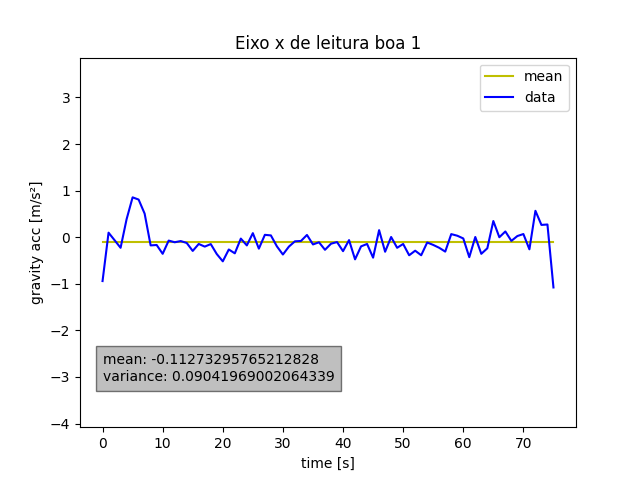 Eixo x de leitura boa 1
mean
data
gravity acc [m/s²]
3
2
1
0
−1
−2
−3
−4
mean: -0.11273295765212828
variance: 0.09041969002064339
0 10 20 30 40 50 60 70
time [s]